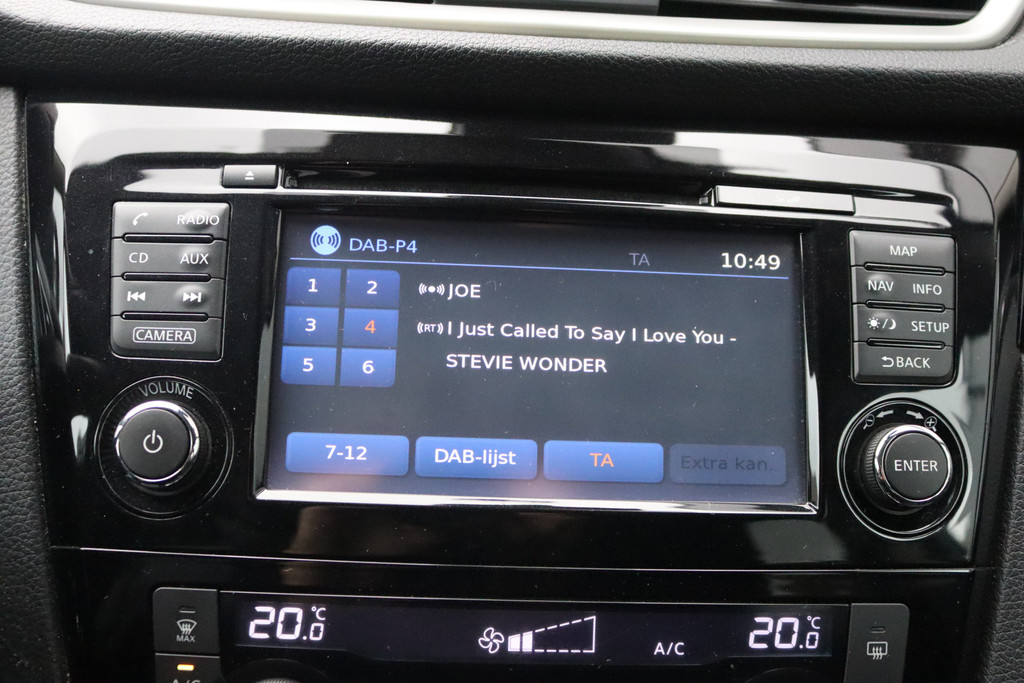 RADIO
CD AUX
CAMERA
VOLUME
DAB-P4
TA 10:49
1 2
3 4
5 6
JOE
(RT) I Just Called To Say I Love You -
STEVIE WONDER
7-12 DAB-lijst TA Extra kan.
MAP
NAV INFO
SETUP
BACK
ENTER
MAX
20.0°C
A/C
20.0°C
A/C